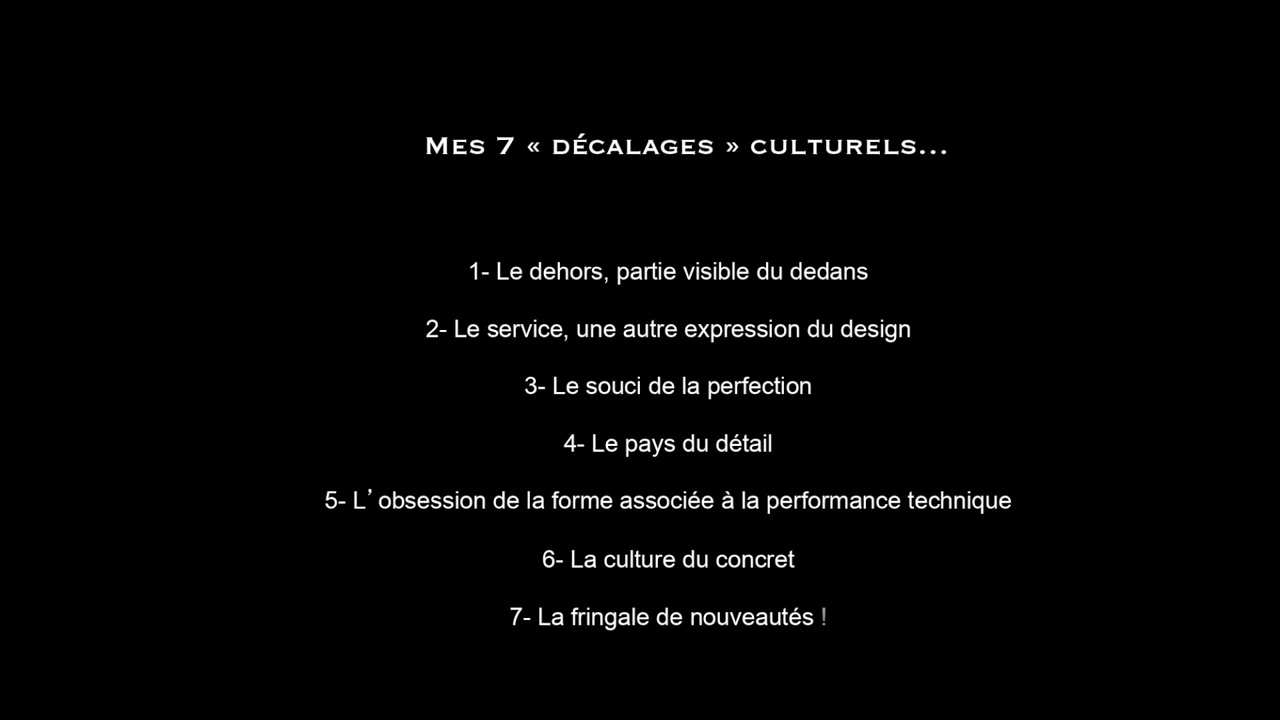 Mes 7 « décalages » culturels...
1- Le dehors, partie visible du dedans
2- Le service, une autre expression du design
3- Le souci de la perfection
4- Le pays du détail
5- L’obsession de la forme associée à la performance technique
6- La culture du concret
7- La fringale de nouveautés !